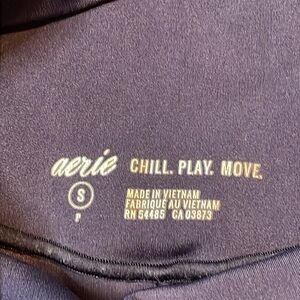 aerie CHILL. PLAY. MOVE.
S
P
MADE IN VIETNAM
FABRIQUÉ AU VIETNAM
RN 54485 CA 03873